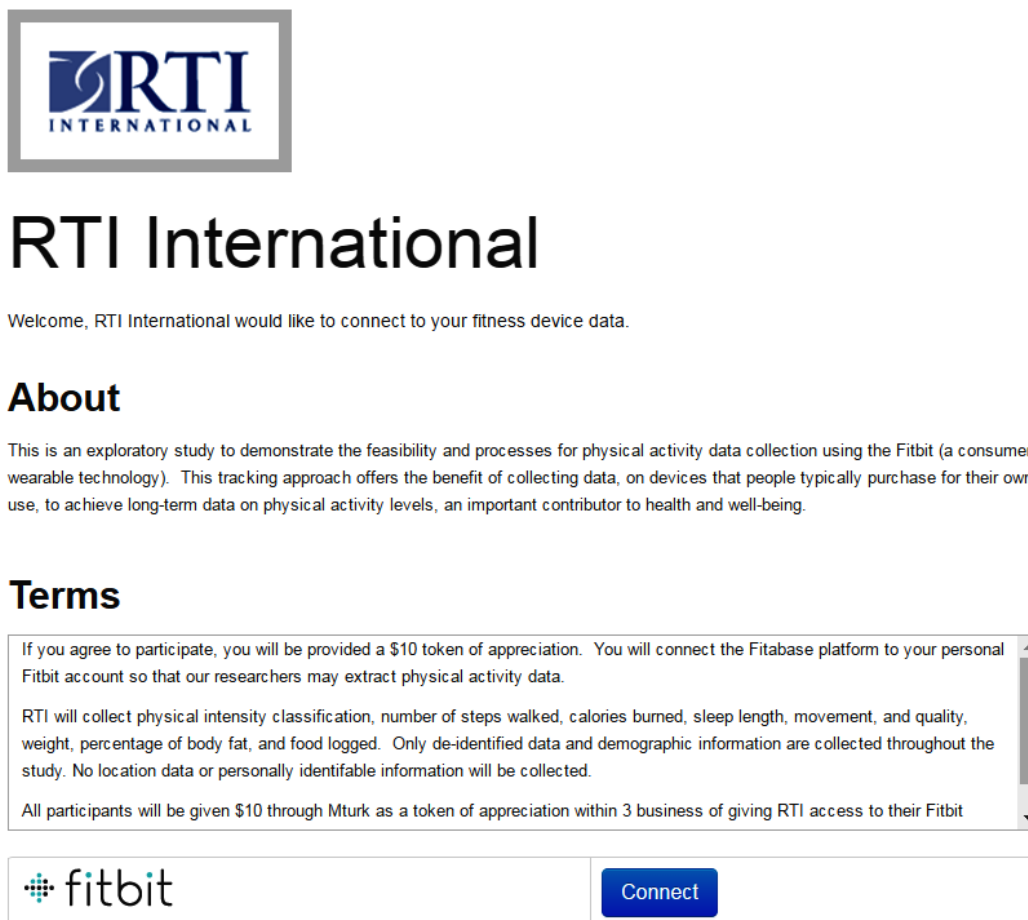 RTI
INTERNATIONAL
RTI International
Welcome, RTI International would like to connect to your fitness device data.
About
This is an exploratory study to demonstrate the feasibility and processes for physical activity data collection using the Fitbit (a consumer
wearable technology).  This tracking approach offers the benefit of collecting data, on devices that people typically purchase for their own
use, to achieve long-term data on physical activity levels, an important contributor to health and well-being.
Terms
If you agree to participate, you will be provided a $10 token of appreciation.  You will connect the Fitabase platform to your personal
Fitbit account so that our researchers may extract physical activity data.
RTI will collect physical intensity classification, number of steps walked, calories burned, sleep length, movement, and quality,
weight, percentage of body fat, and food logged.  Only de-identified data and demographic information are collected throughout the
study. No location data or personally identifable information will be collected.
All participants will be given $10 through Mturk as a token of appreciation within 3 business of giving RTI access to their Fitbit
fitbit
Connect